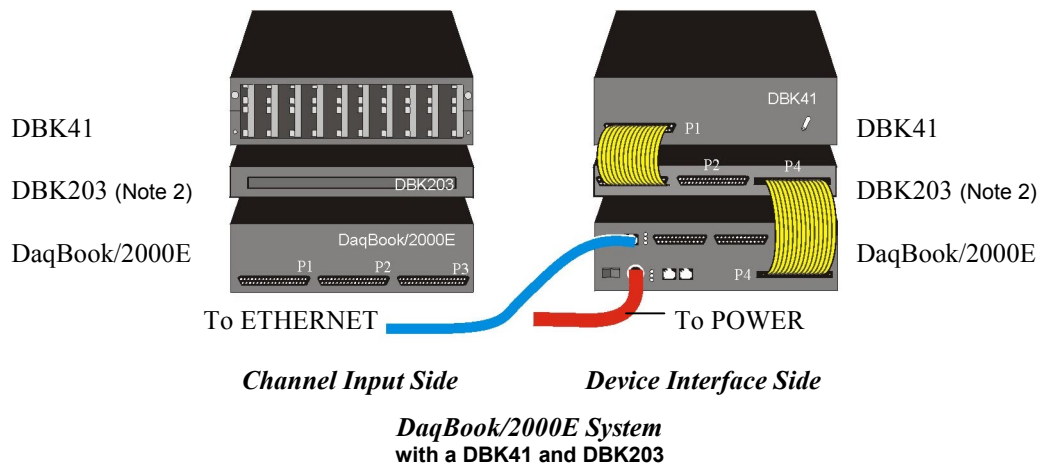 DBK41
P1
DBK41
DBK41
DBK203 (Note 2)
DBK203
P2
P4
DBK203 (Note 2)
DaqBook/2000E
DaqBook/2000E
P1
P2
P3
P4
DaqBook/2000E
To ETHERNET
To POWER
Channel Input Side
Device Interface Side
DaqBook/2000E System
with a DBK41 and DBK203